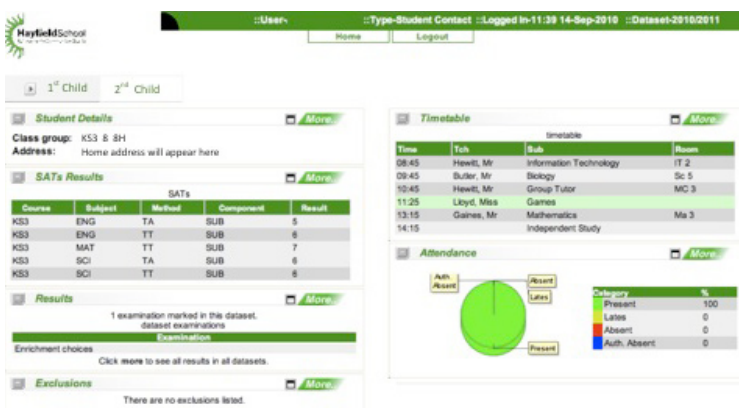 ::User
::Type-Student Contact ::Logged In-11:39 14-Sep-2010 ::Dataset-2010/2011
HayfieldSchool
Home
Logout
1st Child
2nd Child
Student Details
More...
Class group: KS3 8 8H
Address: Home address will appear here
SATs Results
More...
SATs
Course Subject Method Component Result
KS3 ENG TA SUB 5
KS3 ENG TT SUB 6
KS3 MAT TT SUB 7
KS3 SCI TA SUB 6
KS3 SCI TT SUB 6
Results
More...
1 examination marked in this dataset.
dataset examinations
Examination
Enrichment choices
Click more to see all results in all datasets.
Exclusions
More...
There are no exclusions listed.
Timetable
More...
timetable
Time Tch Sub Room
08:45 Hewitt, Mr Information Technology IT 2
09:45 Butler, Mr Biology Sc 5
10:45 Hewitt, Mr Group Tutor MC 3
11:25 Lloyd, Miss Games
13:15 Gaines, Mr Mathematics Ma 3
14:15 Independent Study
Attendance
More...
Auth.
Absent
Absent
Lates
Present
Category %
Present 100
Lates 0
Absent 0
Auth. Absent 0